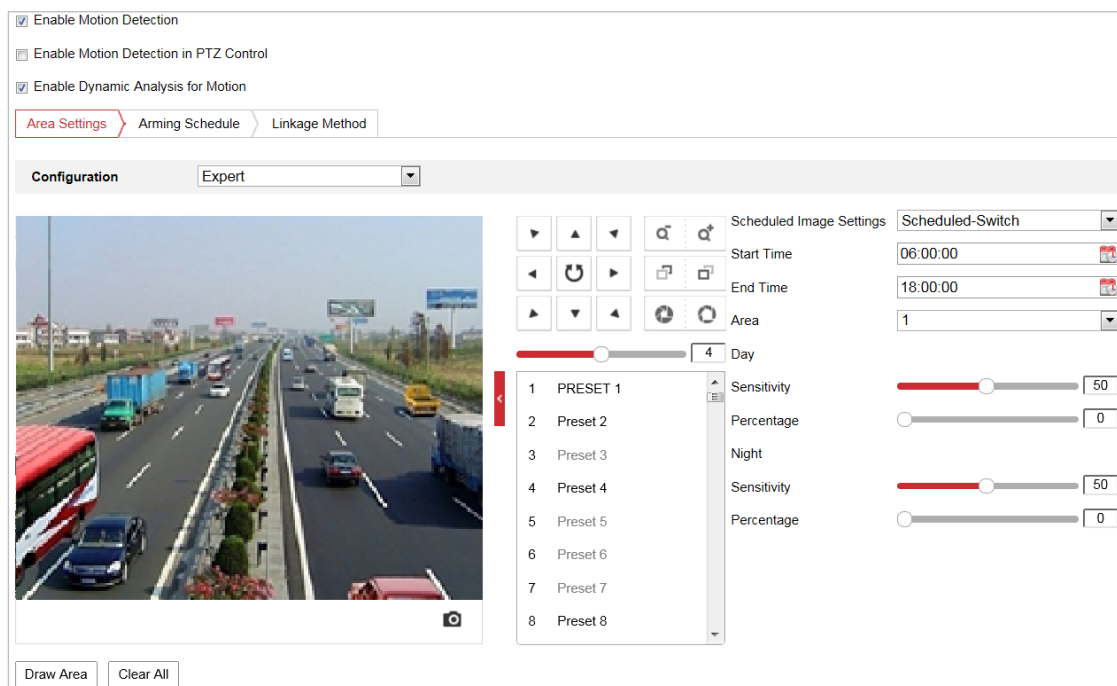 Enable Motion Detection
Enable Motion Detection in PTZ Control
Enable Dynamic Analysis for Motion
Area Settings Arming Schedule Linkage Method
Configuration Expert
Scheduled Image Settings Scheduled-Switch
Start Time 06:00:00
End Time 18:00:00
Area 1
4 Day
1 PRESET 1
Sensitivity 50
2 Preset 2
Percentage 0
3 Preset 3
Night
4 Preset 4
Sensitivity 50
5 Preset 5
Percentage 0
6 Preset 6
7 Preset 7
8 Preset 8
Draw Area Clear All